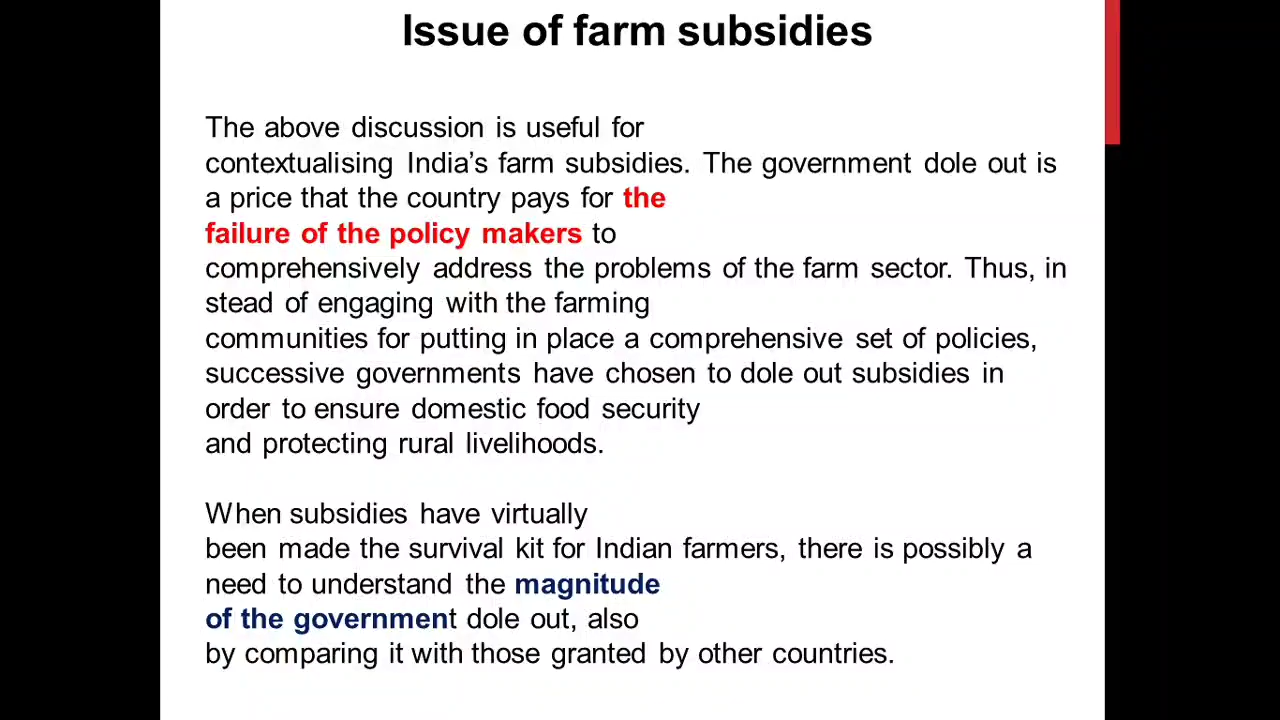 Issue of farm subsidies
The above discussion is useful for
contextualising India's farm subsidies. The government dole out is
a price that the country pays for the
failure of the policy makers to
comprehensively address the problems of the farm sector. Thus, in
stead of engaging with the farming
communities for putting in place a comprehensive set of policies,
successive governments have chosen to dole out subsidies in
order to ensure domestic food security
and protecting rural livelihoods.
When subsidies have virtually
been made the survival kit for Indian farmers, there is possibly a
need to understand the magnitude
of the government dole out, also
by comparing it with those granted by other countries.